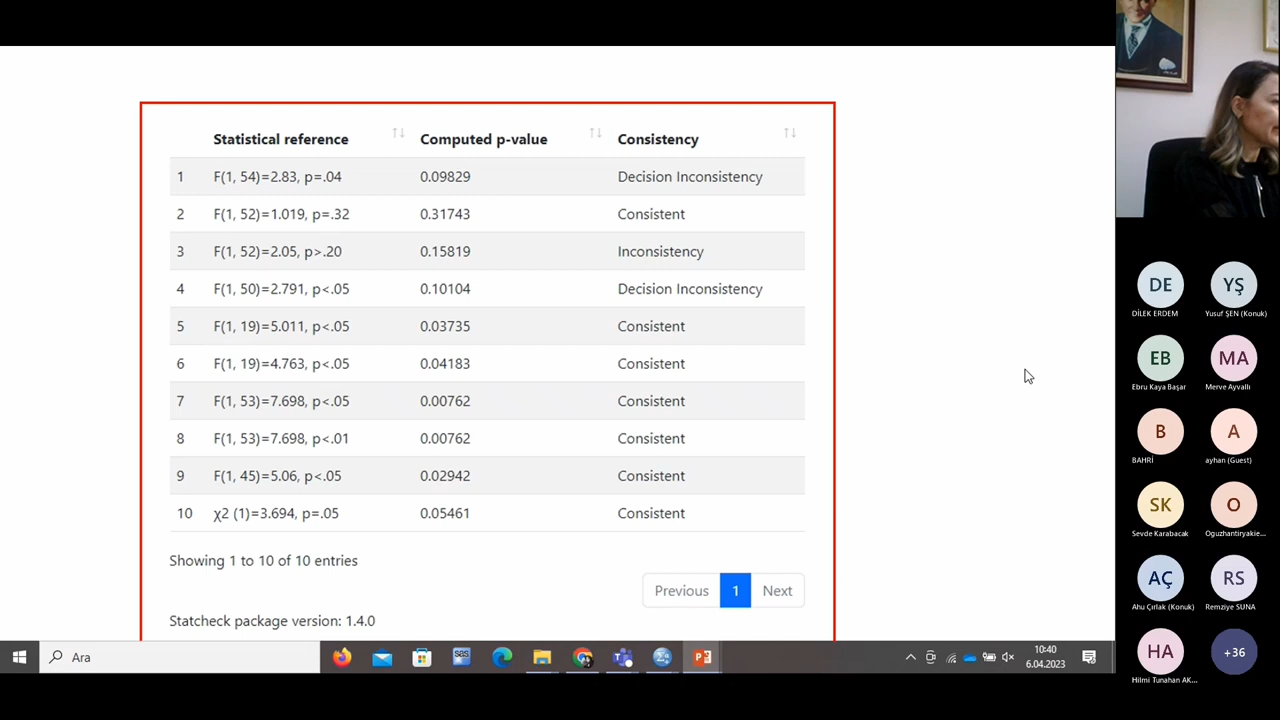 Statistical reference Computed p-value Consistency
1 F(1, 54)=2.83, p=.04 0.09829 Decision Inconsistency
2 F(1, 52)=1.019, p=.32 0.31743 Consistent
3 F(1, 52)=2.05, p>.20 0.15819 Inconsistency
4 F(1, 50)=2.791, p<.05 0.10104 Decision Inconsistency
5 F(1, 19)=5.011, p<.05 0.03735 Consistent
6 F(1, 19)=4.763, p<.05 0.04183 Consistent
7 F(1, 53)=7.698, p<.05 0.00762 Consistent
8 F(1, 53)=7.698, p<.01 0.00762 Consistent
9 F(1, 45)=5.06, p<.05 0.02942 Consistent
10 χ2 (1)=3.694, p=.05 0.05461 Consistent
Showing 1 to 10 of 10 entries
Previous 1 Next
Statcheck package version: 1.4.0
Ara
10:40
6.04.2023
DE YŞ
DİLEK ERDEM Yusuf ŞEN (Konuk)
EB MA
Ebru Kaya Başar Merve Ayvallı
B A
BAHRİ ayhan (Guest)
SK O
Sevde Karabacak Oguzhantiryakie...
AÇ RS
Ahu Çırlak (Konuk) Remziye SUNA
HA +36
Hilmi Tunahan AK...